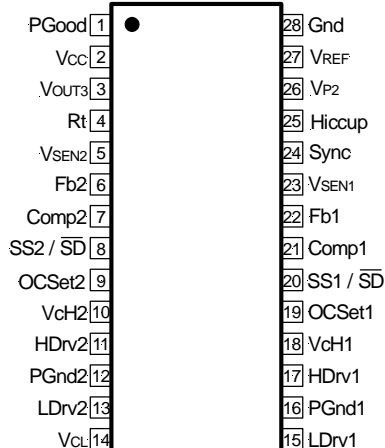 PGood 1 28 Gnd
VCC 2 27 VREF
VOUT3 3 26 VP2
Rt 4 25 Hiccup
VSEN2 5 24 Sync
Fb2 6 23 VSEN1
Comp2 7 22 Fb1
SS2 / S̅D̅ 8 21 Comp1
OCSet2 9 20 SS1 / S̅D̅
VcH2 10 19 OCSet1
HDrv2 11 18 VcH1
PGnd2 12 17 HDrv1
LDrv2 13 16 PGnd1
VCL 14 15 LDrv1